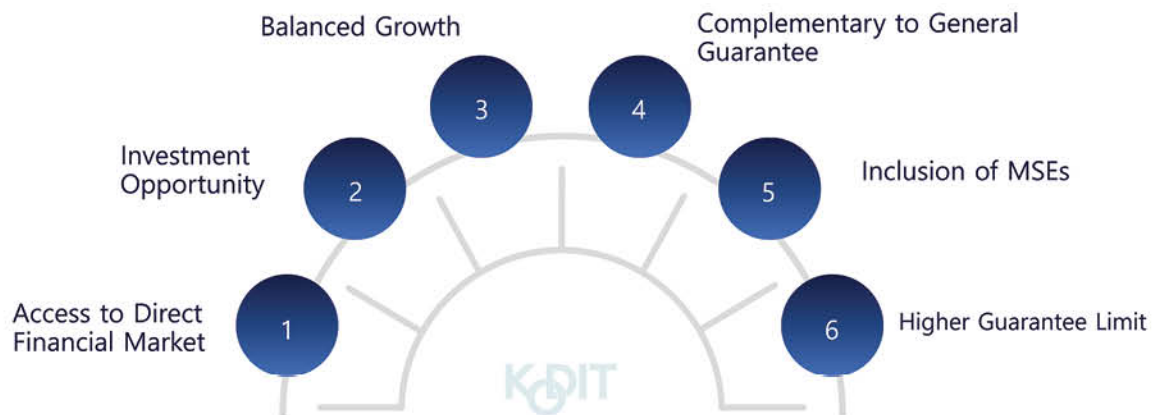 Access to Direct
Financial Market
1
Investment
Opportunity
2
Balanced Growth
3
Complementary to General
Guarantee
4
Inclusion of MSEs
5
Higher Guarantee Limit
6
KODIT